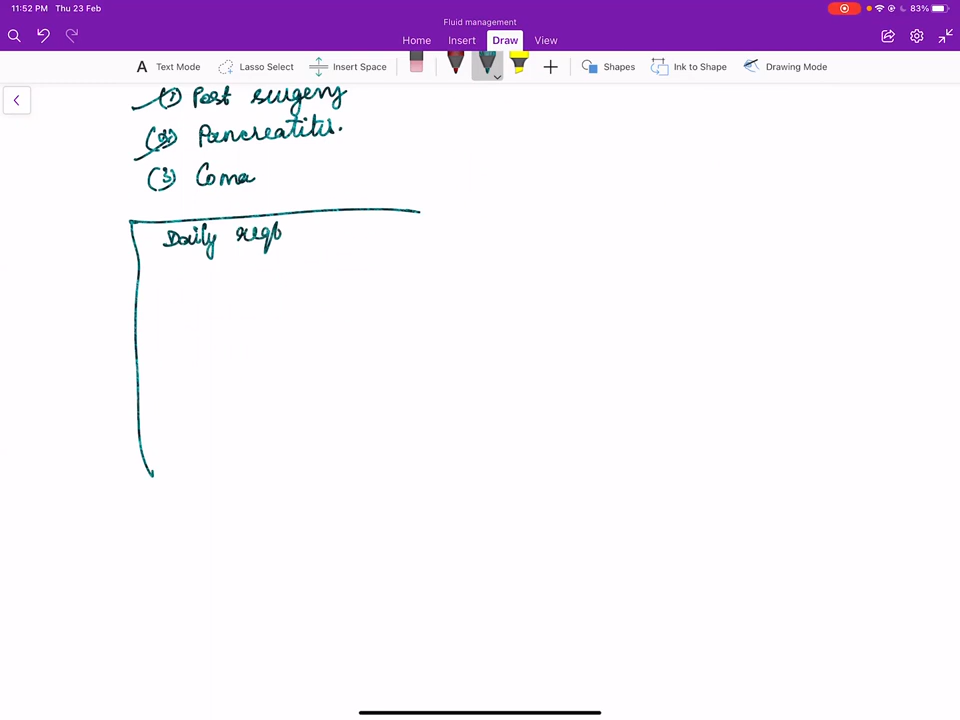 11:52 PM Thu 23 Feb
83%
Fluid management
Home Insert Draw View
A Text Mode Lasso Select Insert Space Shapes Ink to Shape Drawing Mode
(1) Post surgery
(2) Pancreatitis.
(3) Coma
Daily